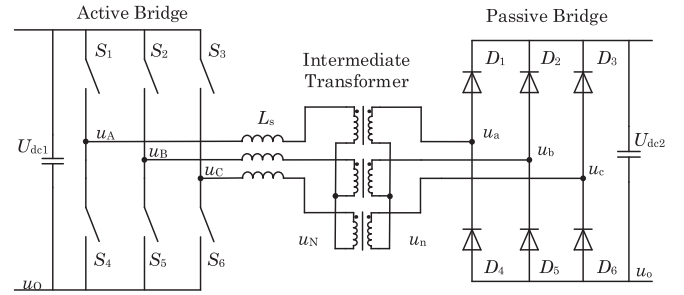 Active Bridge
Passive Bridge
Intermediate
Transformer
S1
S2
S3
D1
D2
D3
Ls
uA
uB
uC
ua
ub
uc
Udc1
Udc2
S4
S5
S6
uN
un
D4
D5
D6
uO
uo